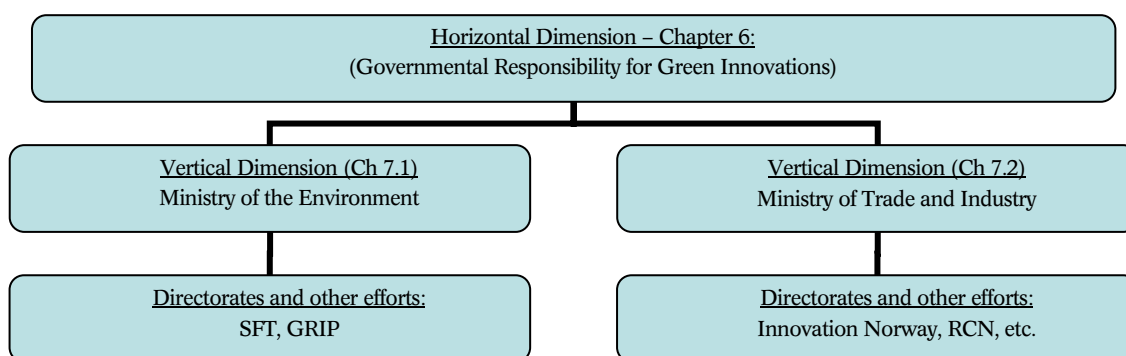 Horizontal Dimension – Chapter 6:
(Governmental Responsibility for Green Innovations)
Vertical Dimension (Ch 7.1)
Ministry of the Environment
Vertical Dimension (Ch 7.2)
Ministry of Trade and Industry
Directorates and other efforts:
SFT, GRIP
Directorates and other efforts:
Innovation Norway, RCN, etc.